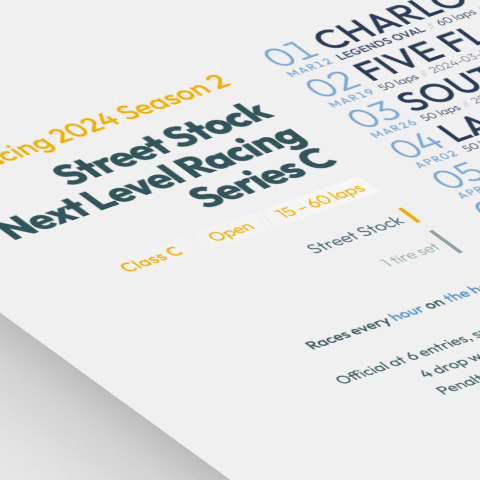 cing 2024 Season 2
Street Stock
Next Level Racing
Series C
Class C
Open
15 – 60 laps
Street Stock
1 tire set
Races every hour on the
Official at 6 entries,
4 drop
01 CHARLO
MAR12 LEGENDS OVAL // 60 laps
02 FIVE FL
MAR19 50 laps // 2024-03-
03 SOUT
MAR26 50 laps //
04 LA
APR02 50
05